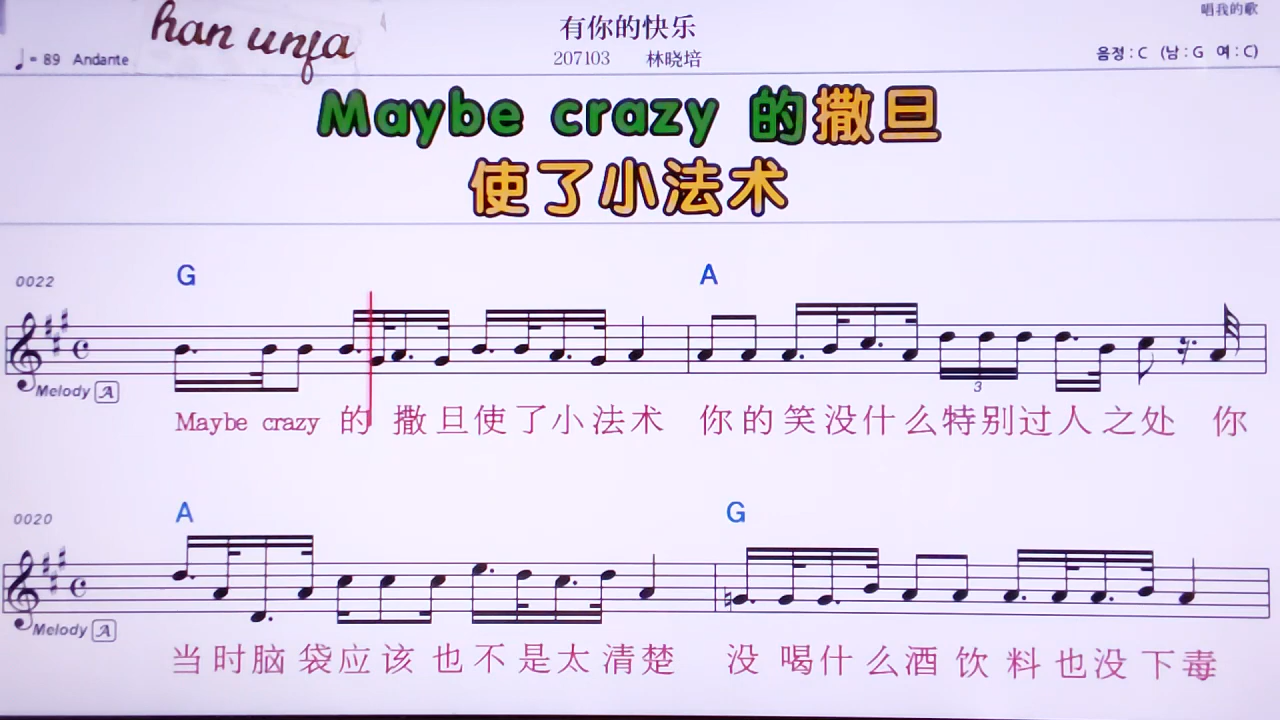 han unja
唱我的歌
有你的快乐
♩= 89 Andante
207103 林晓培
음정 : C (남 : G 여 : C)
Maybe crazy 的撒旦
使了小法术
0022
G A
3
Melody A
Maybe crazy 的 撒旦使了小法术 你的笑没什么特别过人之处 你
0020
A G
Melody A
当时脑袋应该也不是太清楚 没喝什么酒饮料也没下毒